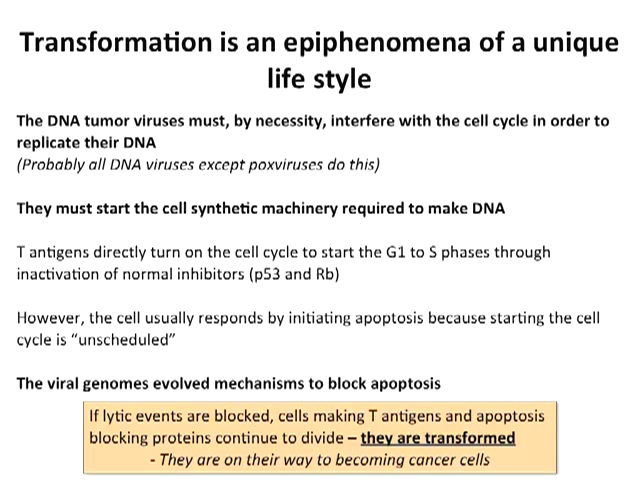 Transformation is an epiphenomena of a unique
life style
The DNA tumor viruses must, by necessity, interfere with the cell cycle in order to
replicate their DNA
(Probably all DNA viruses except poxviruses do this)
They must start the cell synthetic machinery required to make DNA
T antigens directly turn on the cell cycle to start the G1 to S phases through
inactivation of normal inhibitors (p53 and Rb)
However, the cell usually responds by initiating apoptosis because starting the cell
cycle is “unscheduled”
The viral genomes evolved mechanisms to block apoptosis
If lytic events are blocked, cells making T antigens and apoptosis
blocking proteins continue to divide – they are transformed
- They are on their way to becoming cancer cells